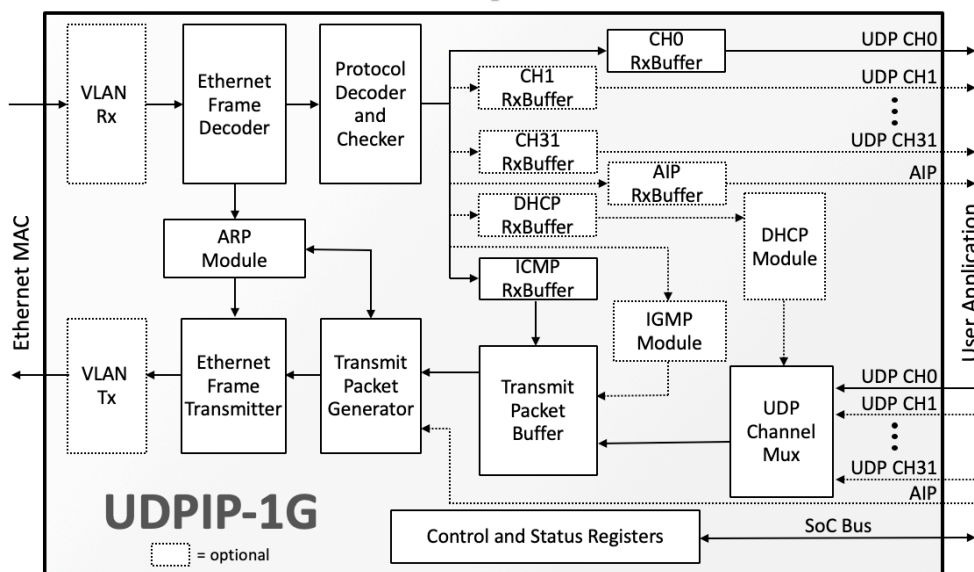 VLAN
Rx
Ethernet
Frame
Decoder
Protocol
Decoder
and
Checker
CH0
RxBuffer
UDP CH0
CH1
RxBuffer
UDP CH1
CH31
RxBuffer
UDP CH31
AIP
RxBuffer
AIP
DHCP
RxBuffer
DHCP
Module
ARP
Module
ICMP
RxBuffer
IGMP
Module
Ethernet MAC
User Application
VLAN
Tx
Ethernet
Frame
Transmitter
Transmit
Packet
Generator
Transmit
Packet
Buffer
UDP
Channel
Mux
UDP CH0
UDP CH1
UDP CH31
AIP
UDPIP-1G
= optional
Control and Status Registers
SoC Bus